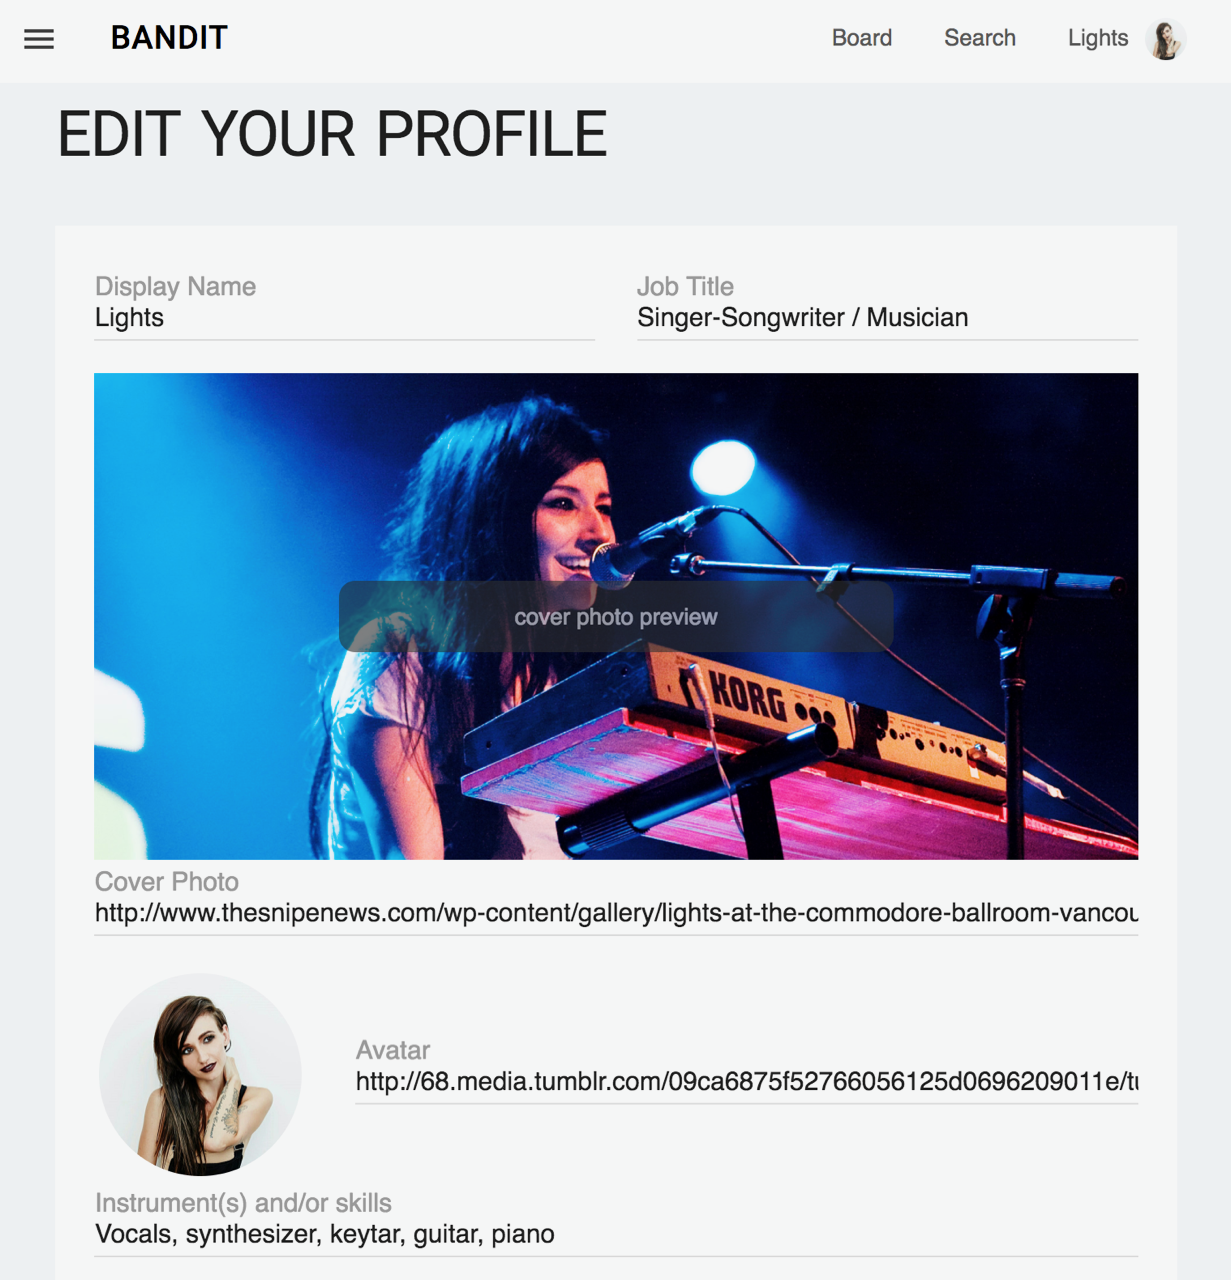 BANDIT
Board
Search
Lights
EDIT YOUR PROFILE
Display Name
Lights
Job Title
Singer-Songwriter / Musician
cover photo preview
KORG
Cover Photo
http://www.thesnipenews.com/wp-content/gallery/lights-at-the-commodore-ballroom-vancou
Avatar
http://68.media.tumblr.com/09ca6875f52766056125d0696209011e/tu
Instrument(s) and/or skills
Vocals, synthesizer, keytar, guitar, piano